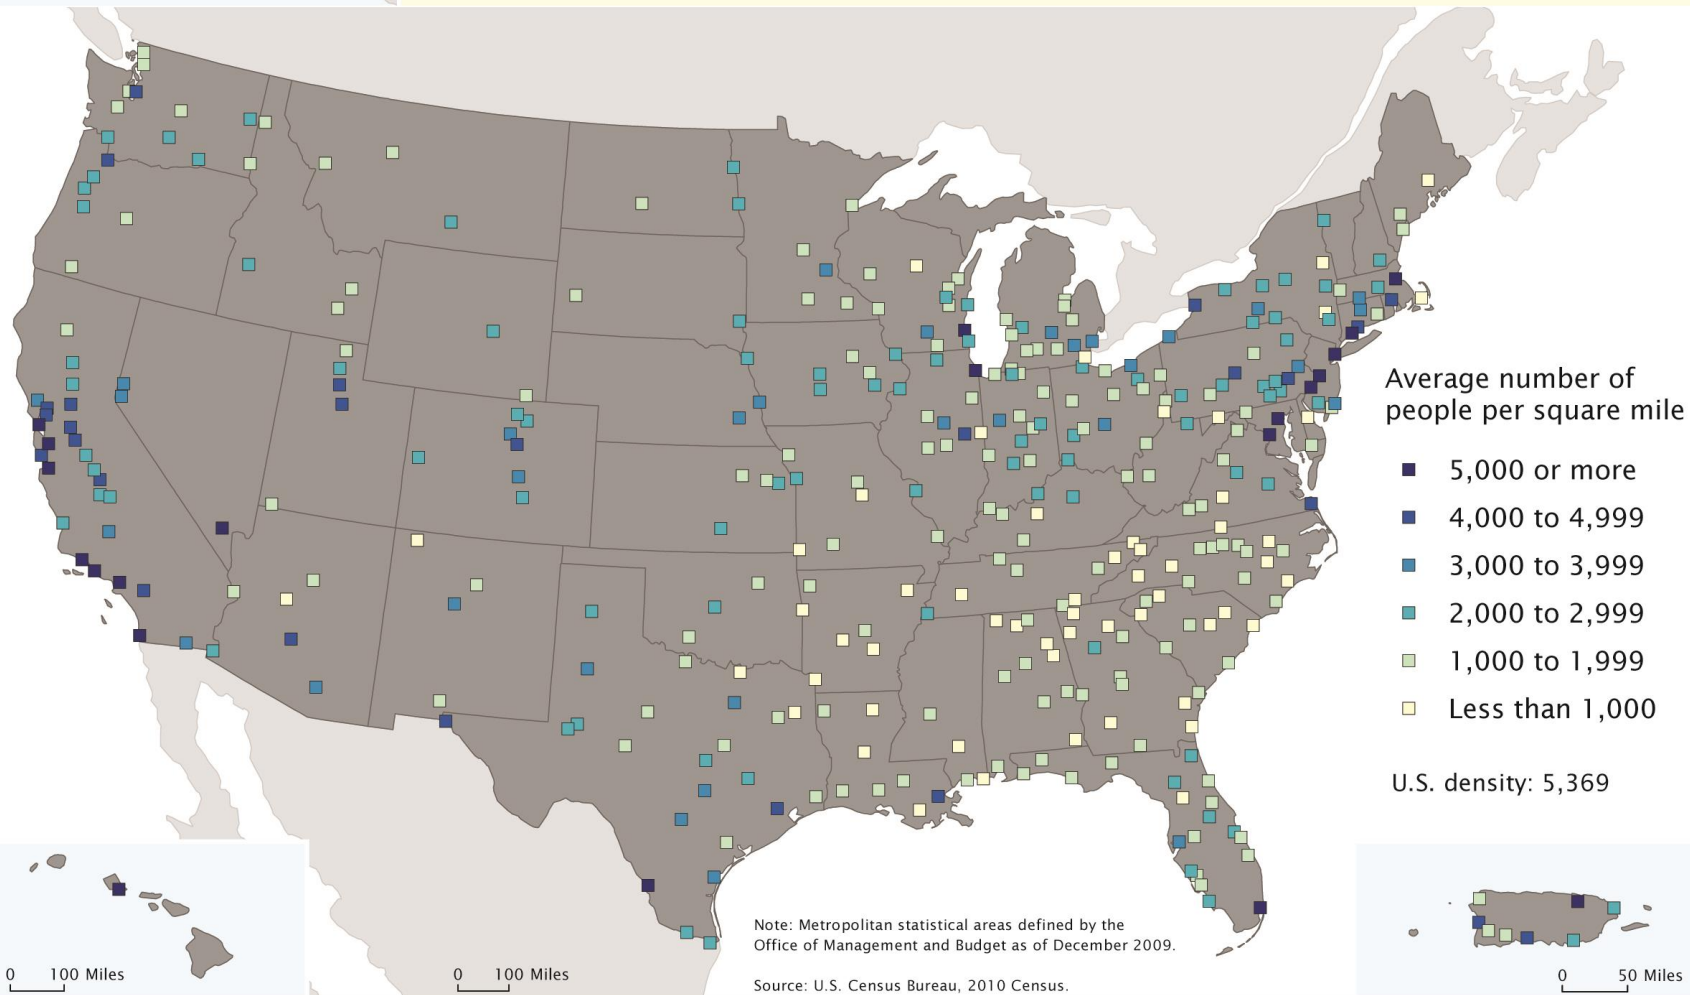 Average number of
people per square mile
5,000 or more
4,000 to 4,999
3,000 to 3,999
2,000 to 2,999
1,000 to 1,999
Less than 1,000
U.S. density: 5,369
0 100 Miles
0 100 Miles
Note: Metropolitan statistical areas defined by the
Office of Management and Budget as of December 2009.
Source: U.S. Census Bureau, 2010 Census.
0 50 Miles